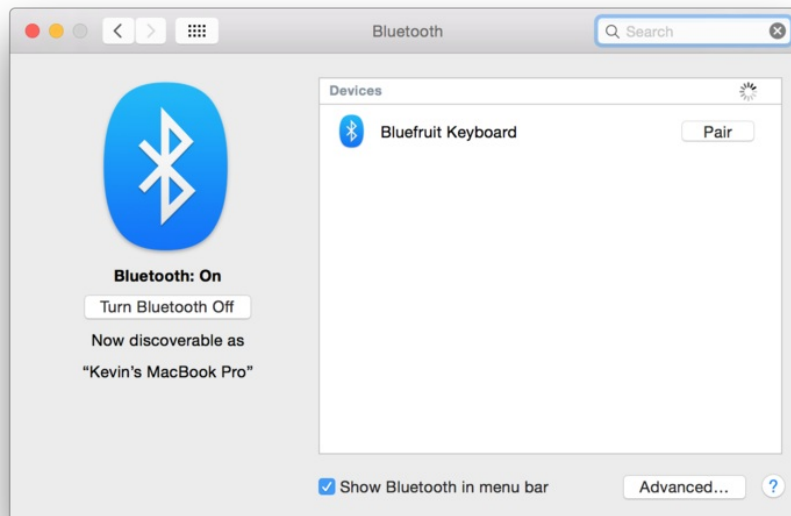 Bluetooth
Search
Devices
Bluefruit Keyboard
Pair
Bluetooth: On
Turn Bluetooth Off
Now discoverable as
“Kevin’s MacBook Pro”
Show Bluetooth in menu bar
Advanced...
?